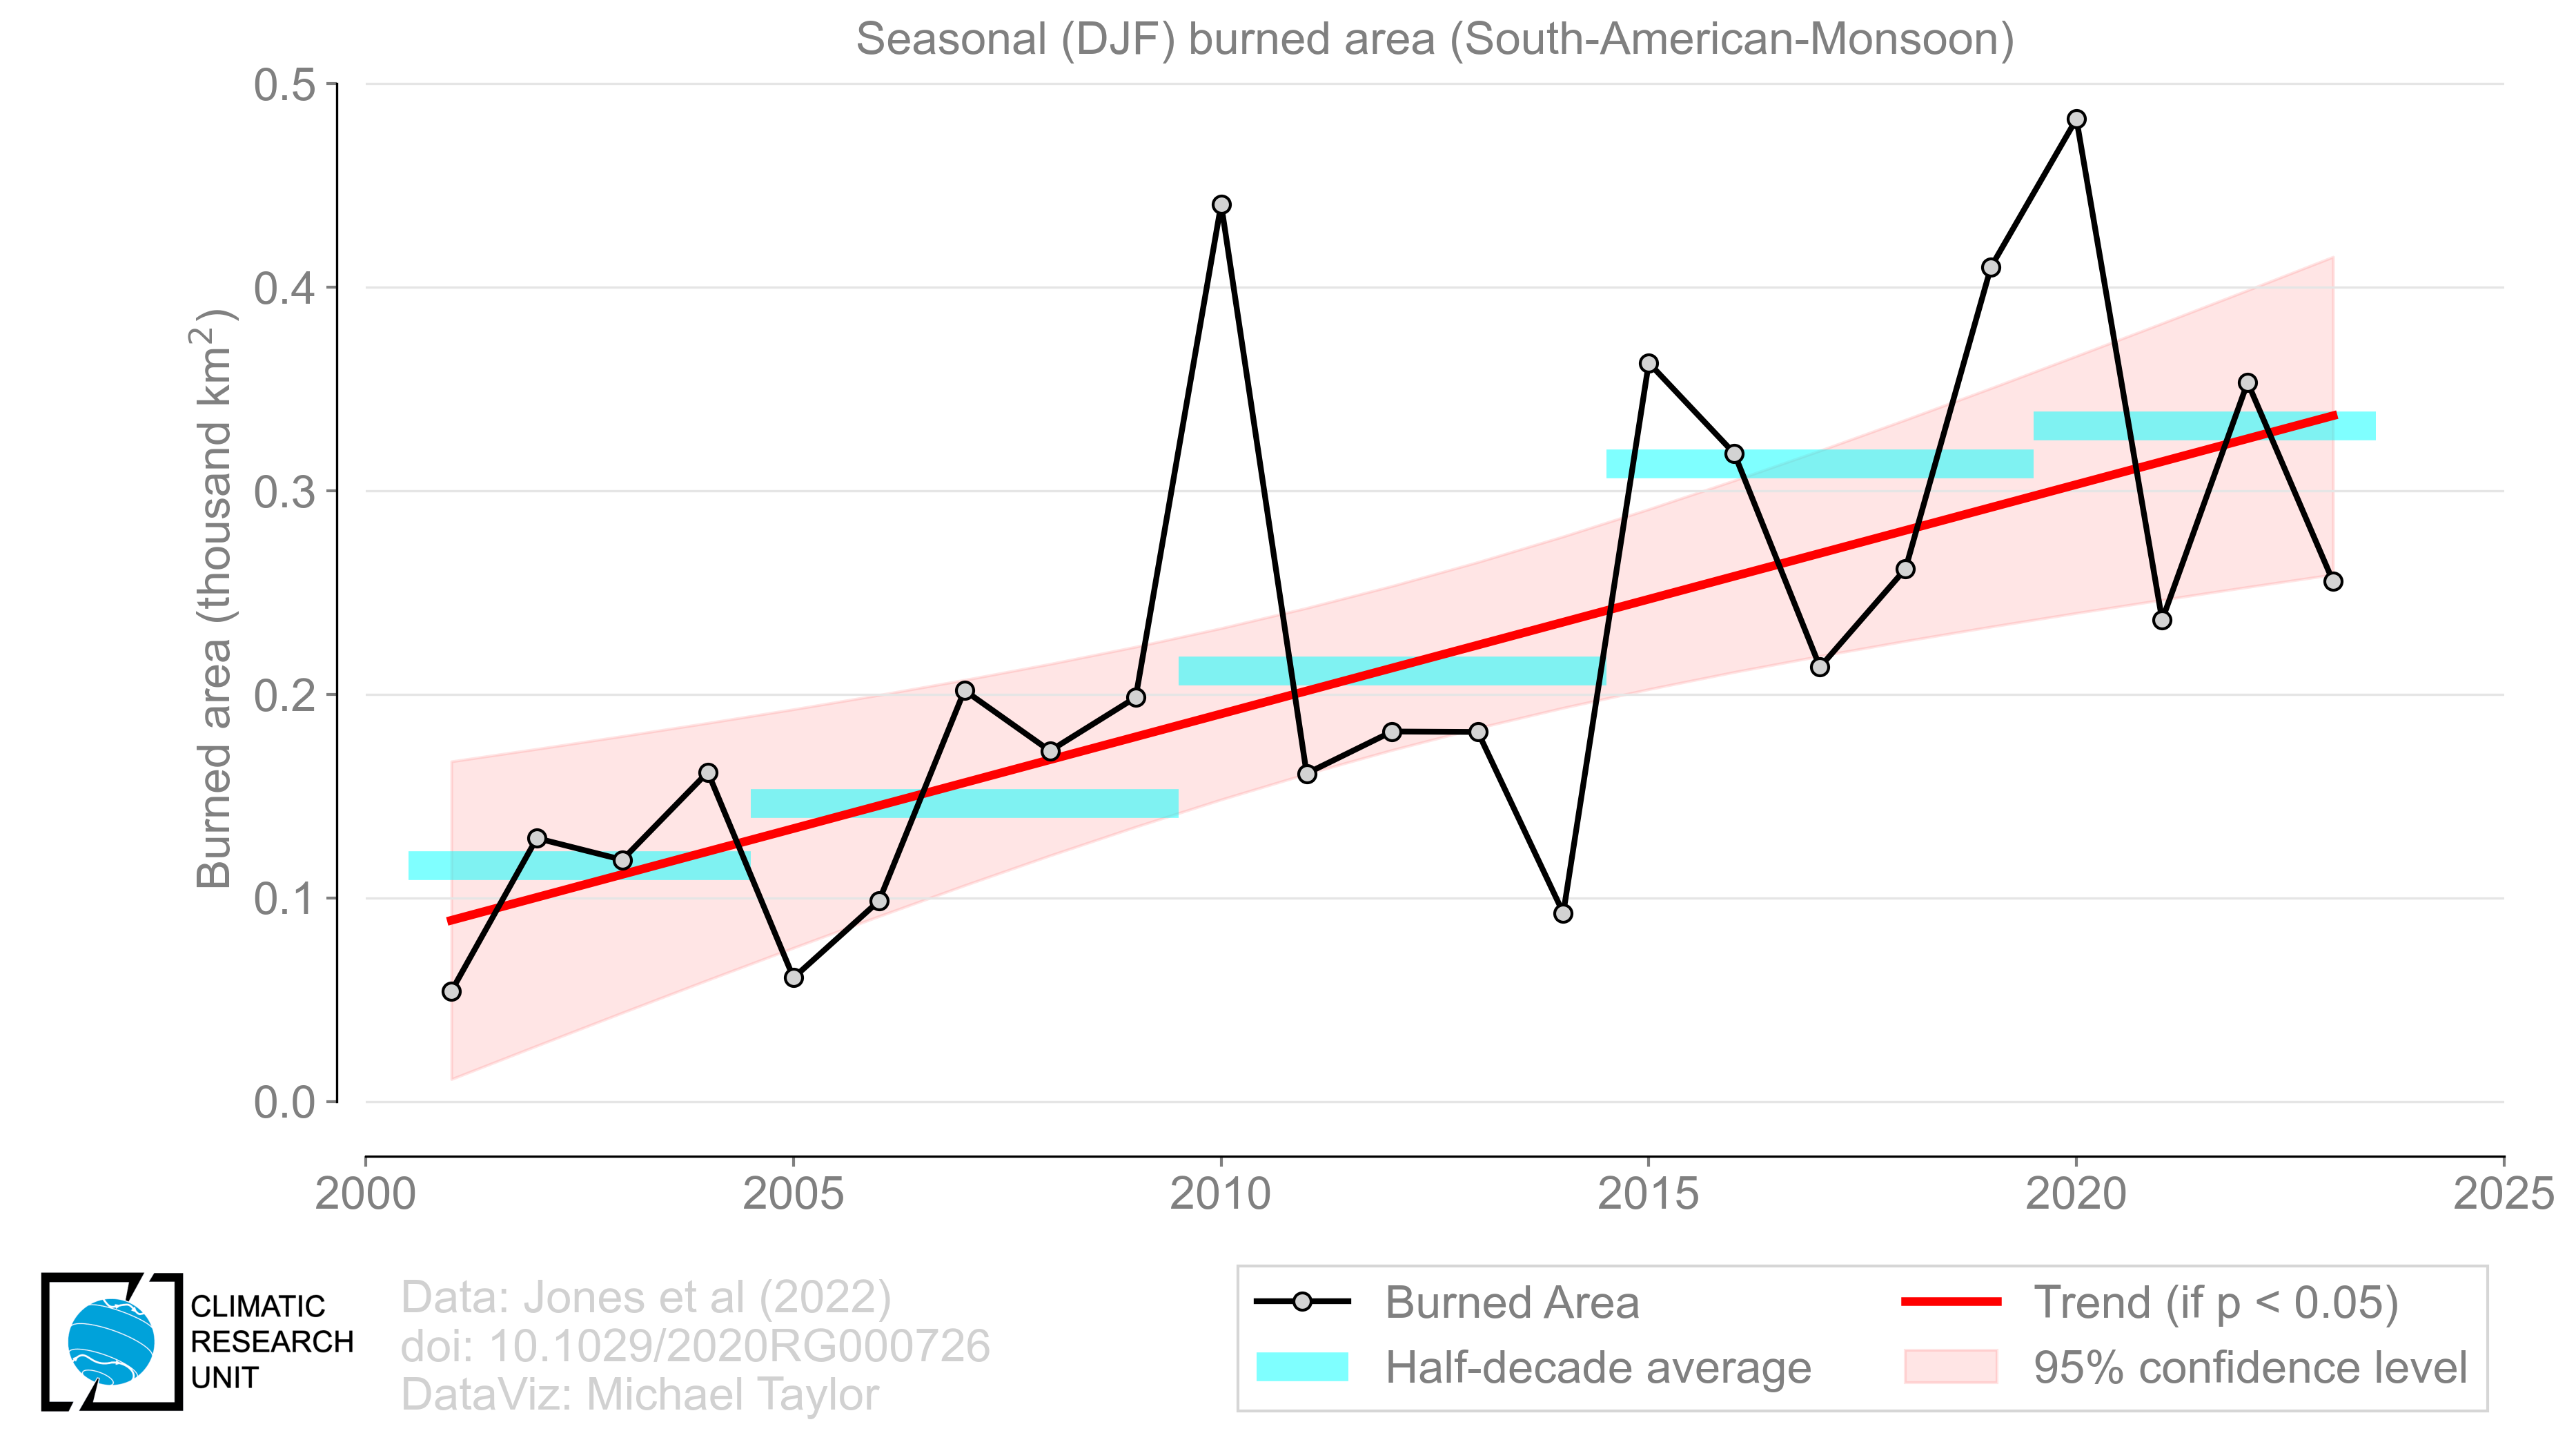 Seasonal (DJF) burned area (South-American-Monsoon)
Burned area (thousand km²)
0.5
0.4
0.3
0.2
0.1
0.0
2000 2005 2010 2015 2020 2025
CLIMATIC
RESEARCH
UNIT
Data: Jones et al (2022)
doi: 10.1029/2020RG000726
DataViz: Michael Taylor
Burned Area
Half-decade average
Trend (if p < 0.05)
95% confidence level